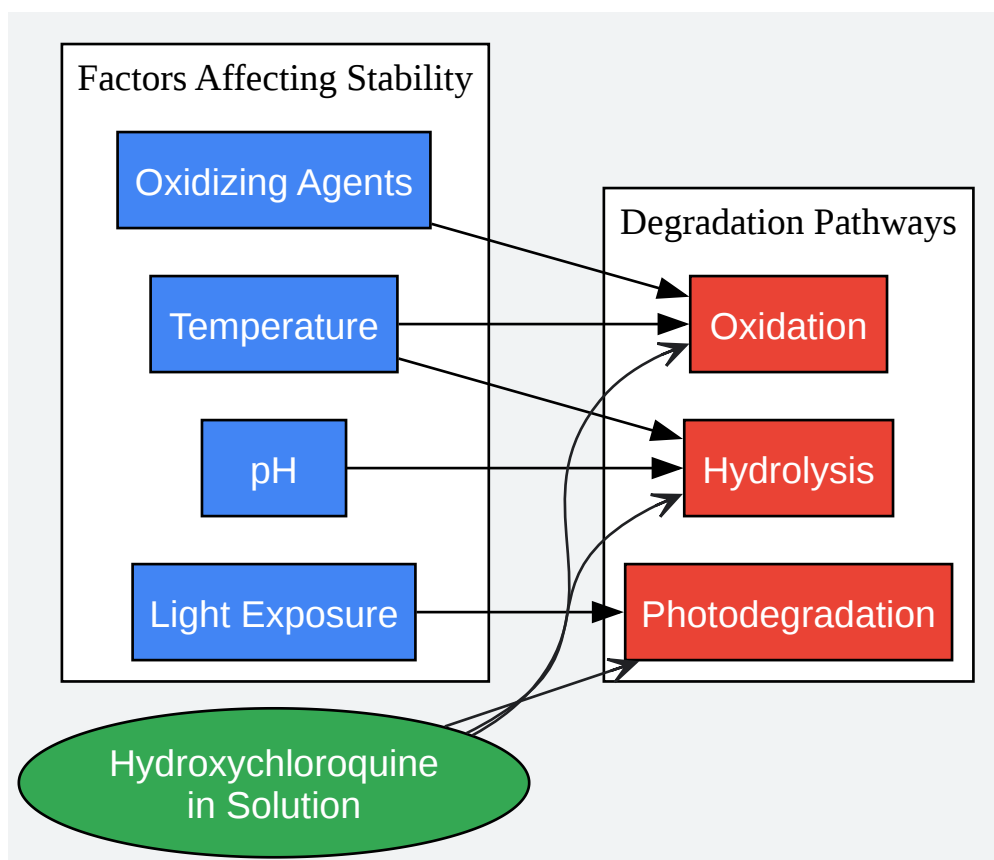 Factors Affecting Stability
Oxidizing Agents
Temperature
pH
Light Exposure
Degradation Pathways
Oxidation
Hydrolysis
Photodegradation
Hydroxychloroquine
in Solution